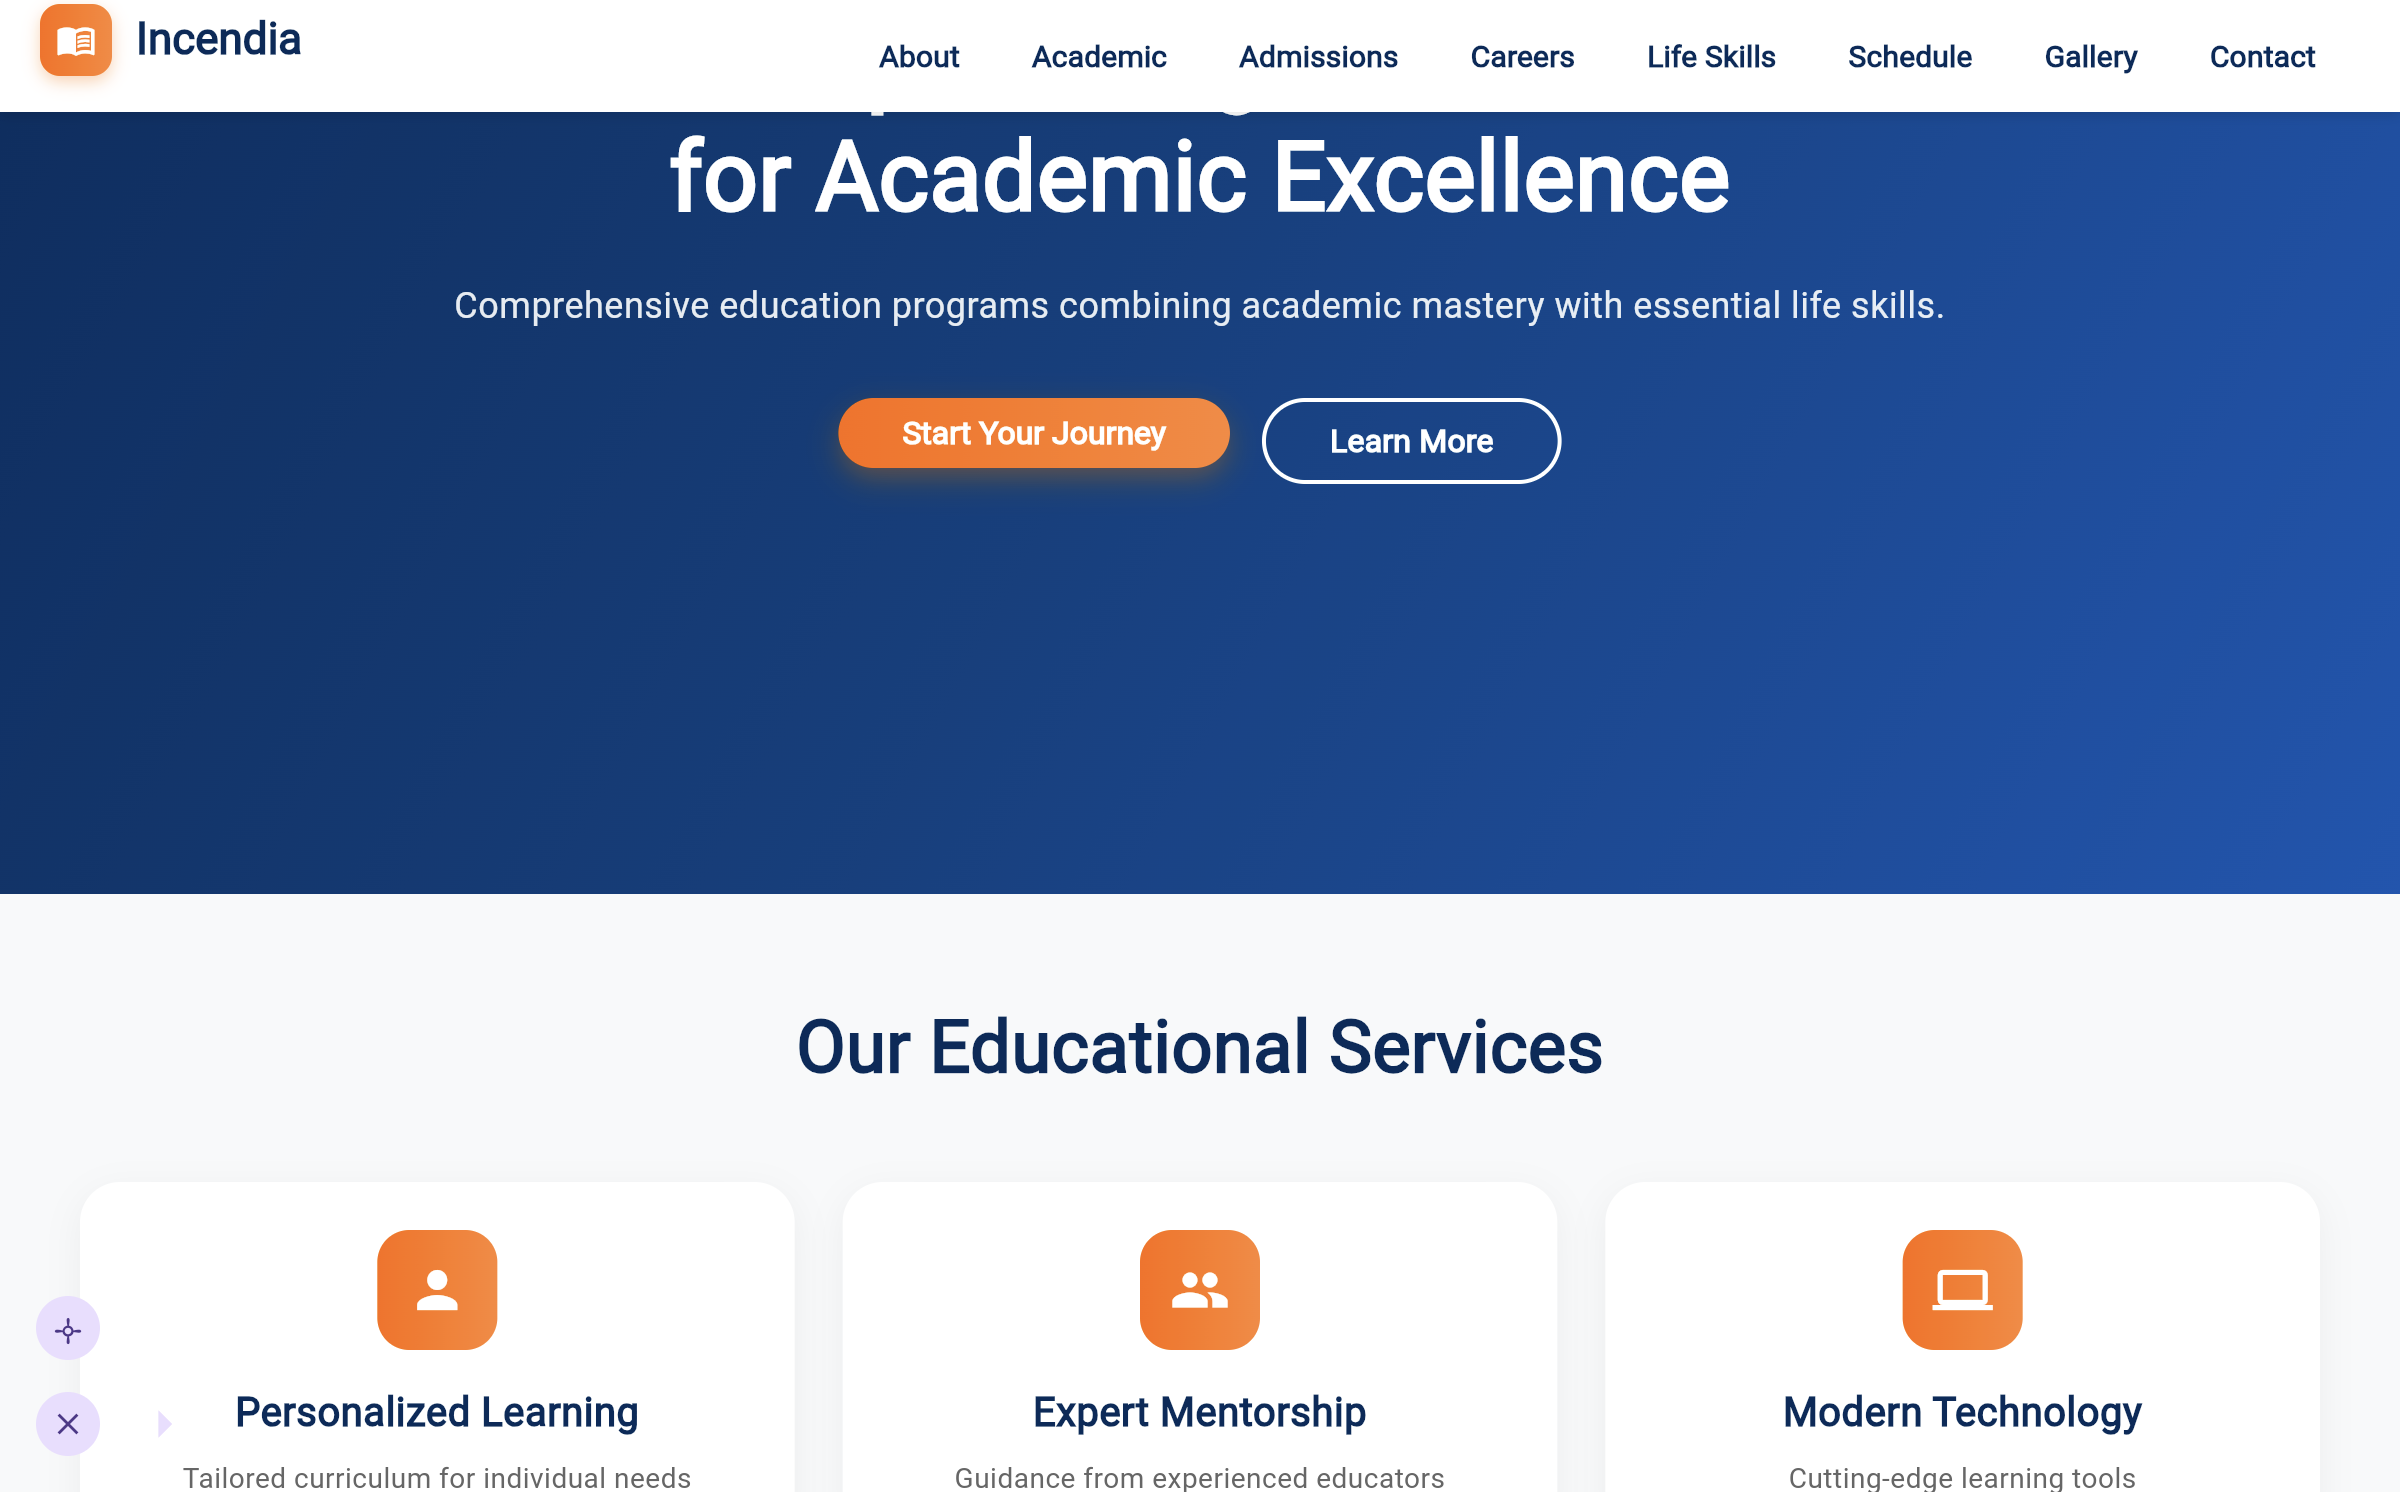 Incendia
About Academic Admissions Careers Life Skills Schedule Gallery Contact
for Academic Excellence
Comprehensive education programs combining academic mastery with essential life skills.
Start Your Journey
Learn More
Our Educational Services
Personalized Learning
Tailored curriculum for individual needs
Expert Mentorship
Guidance from experienced educators
Modern Technology
Cutting-edge learning tools